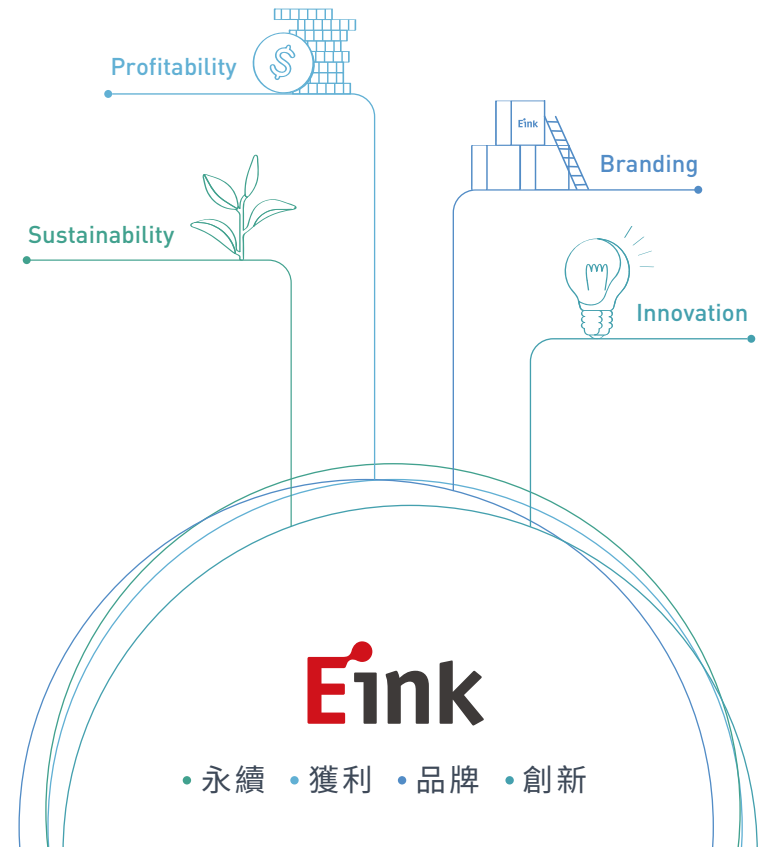 Profitability
Eink
Branding
Sustainability
Innovation
Eink
•永續 •獲利 •品牌 •創新